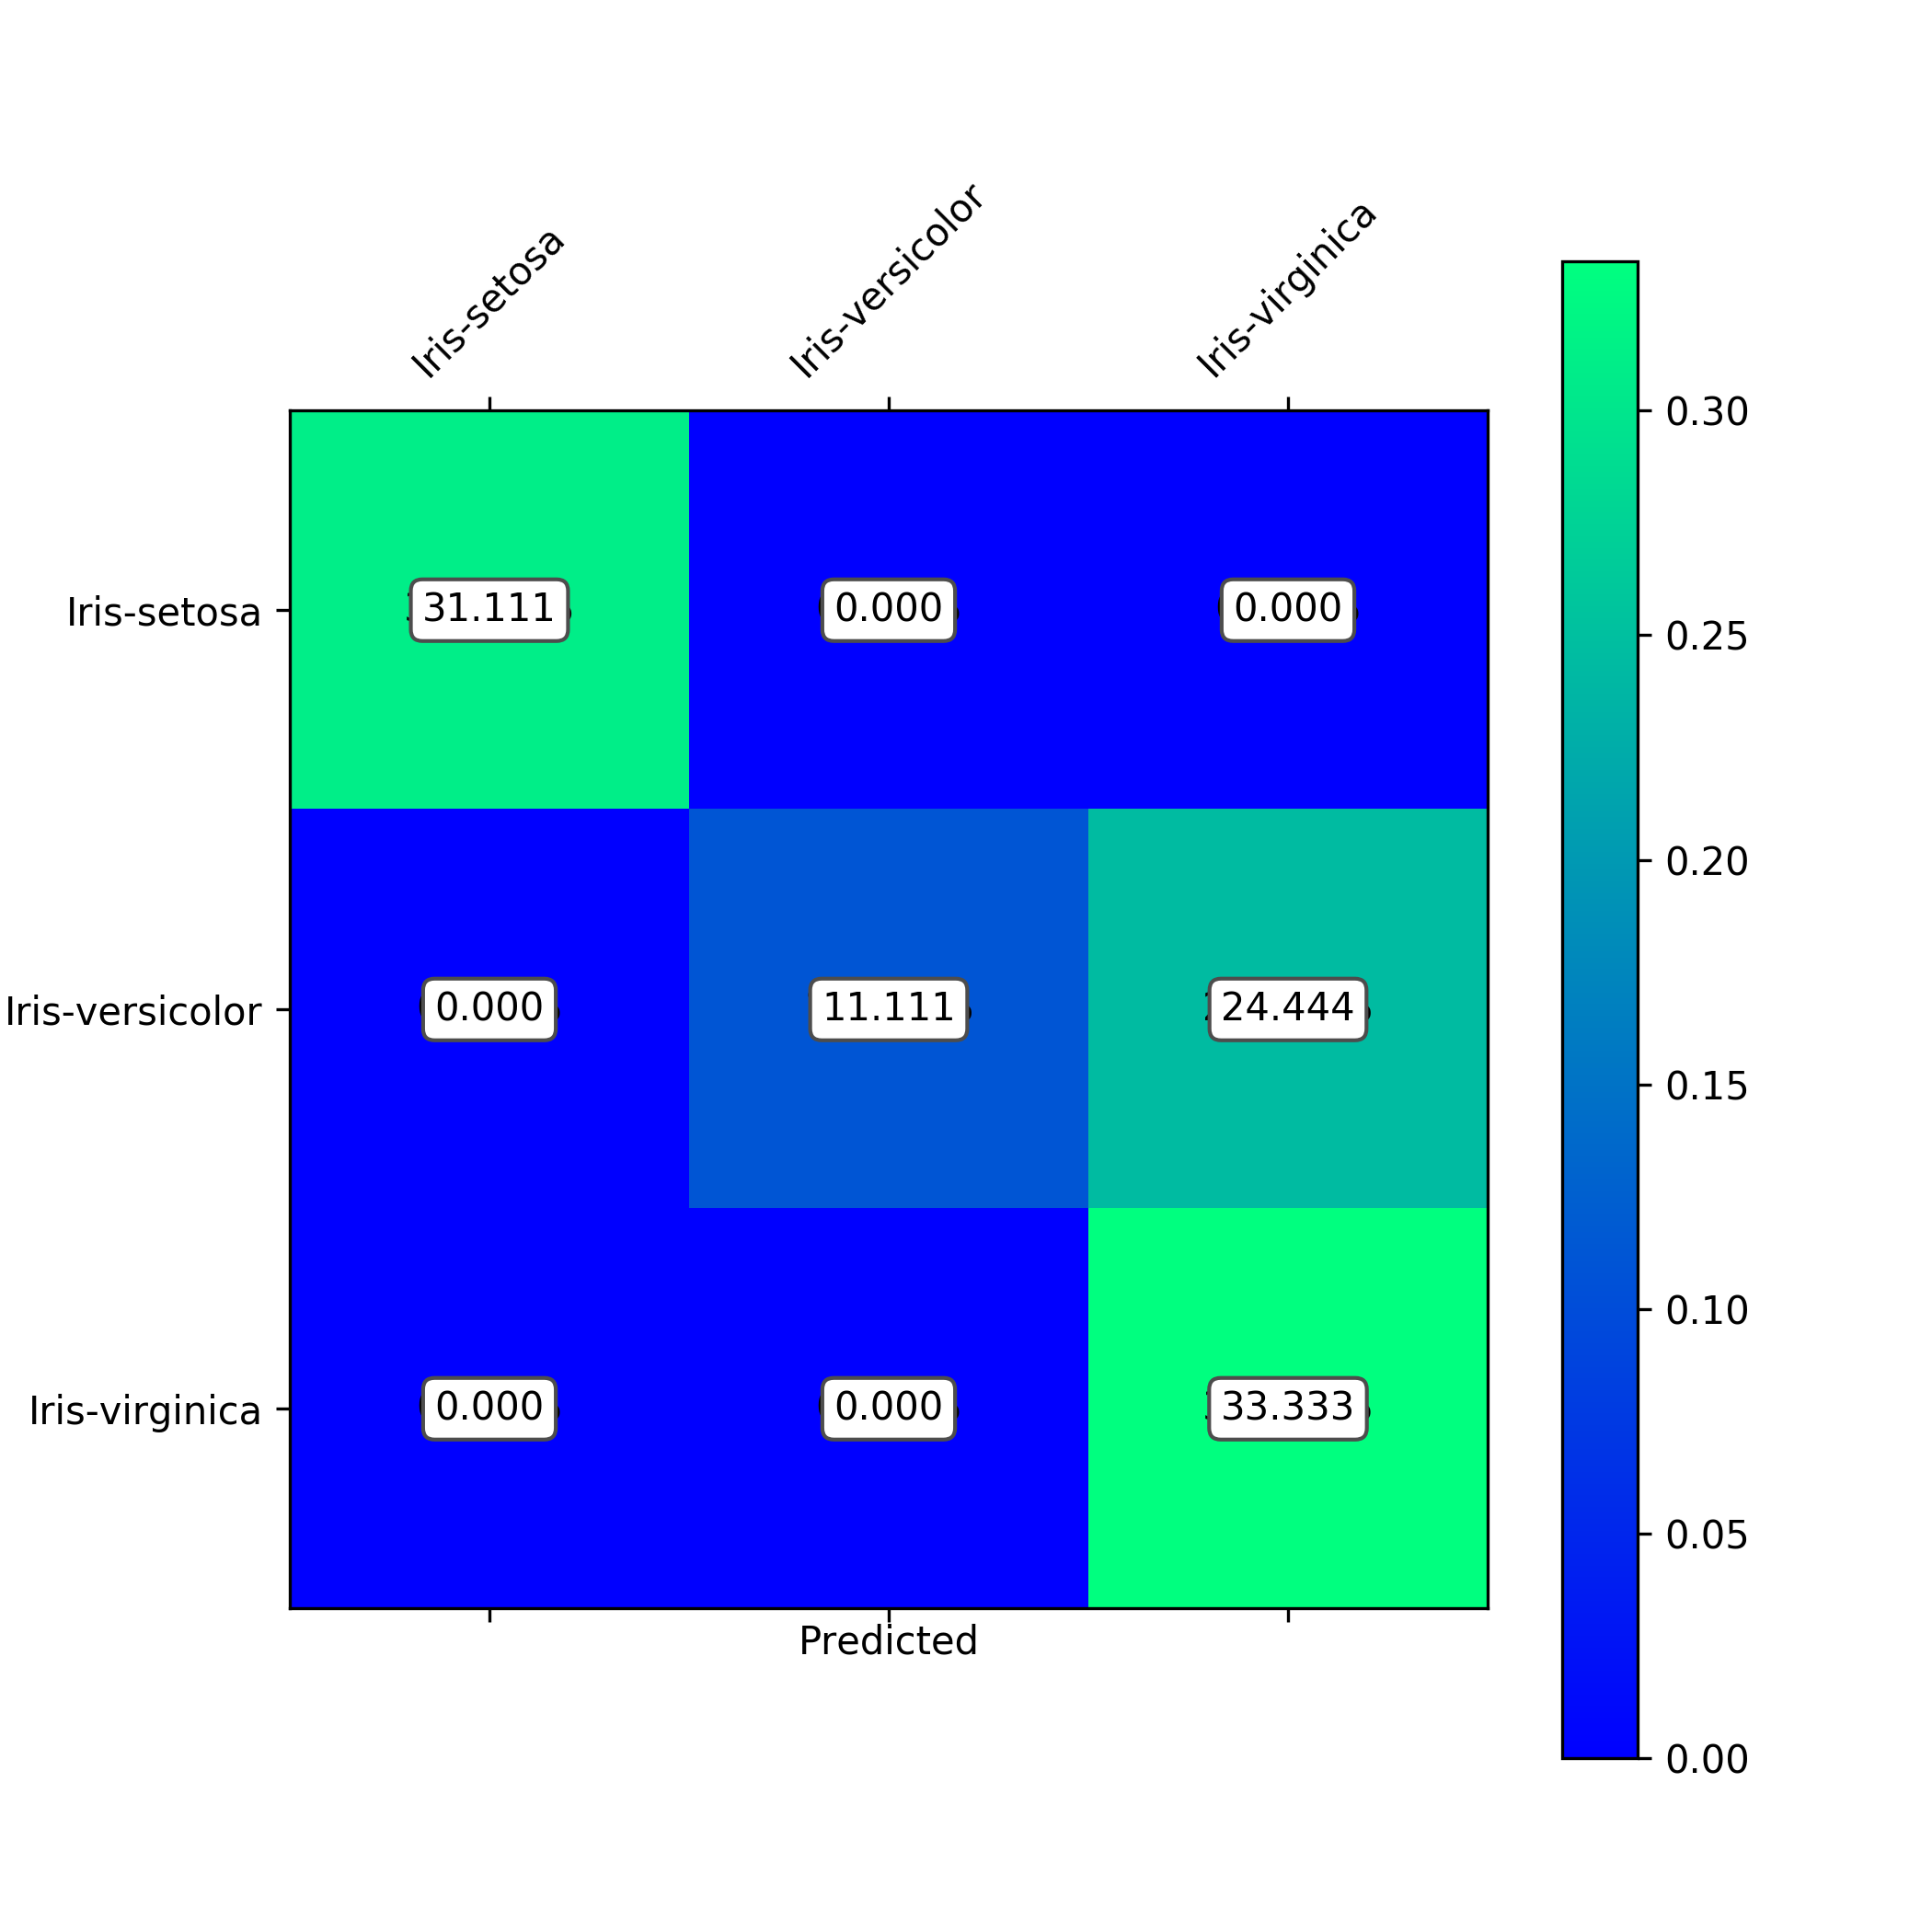 Iris-setosa
Iris-versicolor
Iris-virginica
Iris-setosa 31.111 0.000 0.000
Iris-versicolor 0.000 11.111 24.444
Iris-virginica 0.000 0.000 33.333
Predicted
0.30
0.25
0.20
0.15
0.10
0.05
0.00